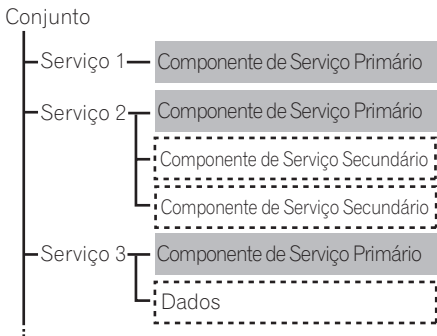 Conjunto
Serviço 1 Componente de Serviço Primário
Serviço 2 Componente de Serviço Primário
Componente de Serviço Secundário
Componente de Serviço Secundário
Serviço 3 Componente de Serviço Primário
Dados